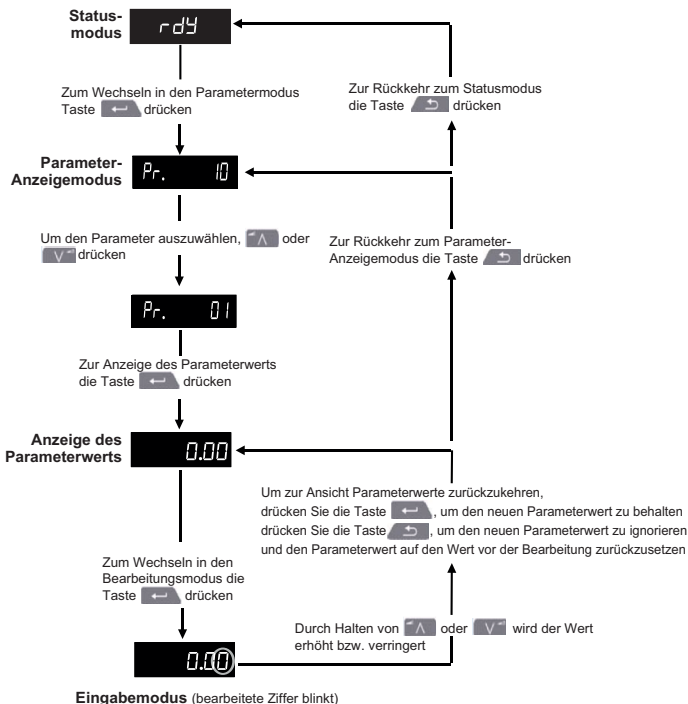 Status-
modus
rdY
Zum Wechseln in den Parametermodus
Taste drücken
Zur Rückkehr zum Statusmodus
die Taste drücken
Parameter-
Anzeigemodus
Pr. 10
Um den Parameter auszuwählen, oder
drücken
Zur Rückkehr zum Parameter-
Anzeigemodus die Taste drücken
Pr. 01
Zur Anzeige des Parameterwerts
die Taste drücken
Anzeige des
Parameterwerts
0.00
Um zur Ansicht Parameterwerte zurückzukehren,
drücken Sie die Taste , um den neuen Parameterwert zu behalten
drücken Sie die Taste , um den neuen Parameterwert zu ignorieren
und den Parameterwert auf den Wert vor der Bearbeitung zurückzusetzen
Zum Wechseln in den
Bearbeitungsmodus die
Taste drücken
Durch Halten von oder wird der Wert
erhöht bzw. verringert
0.00
Eingabemodus (bearbeitete Ziffer blinkt)